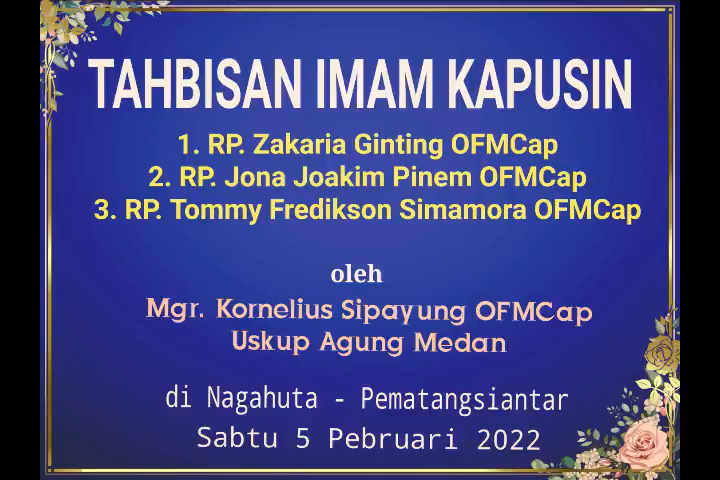 TAHBISAN IMAM KAPUSIN
1. RP. Zakaria Ginting OFMCap
2. RP. Jona Joakim Pinem OFMCap
3. RP. Tommy Fredikson Simamora OFMCap
oleh
Mgr. Kornelius Sipayung OFMCap
Uskup Agung Medan
di Nagahuta - Pematangsiantar
Sabtu 5 Pebruari 2022